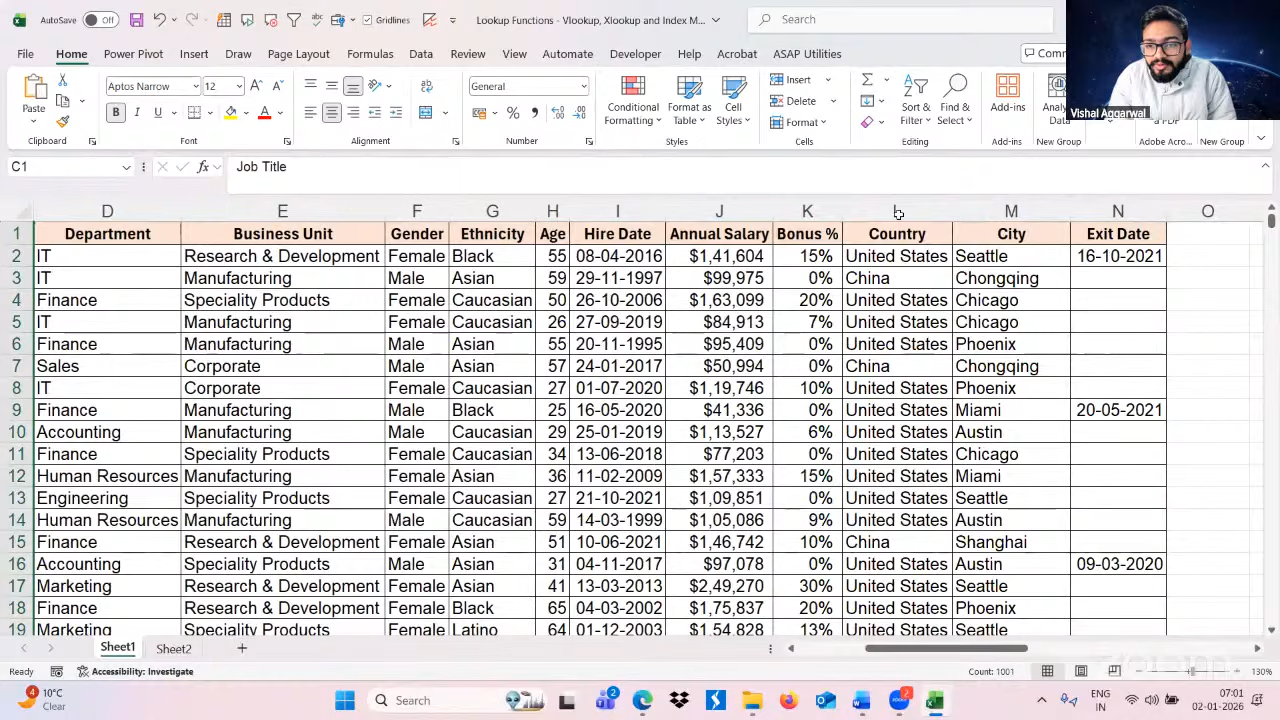 AutoSave Off Gridlines Lookup Functions - Vlookup, Xlookup and Index M... Search
File Home Power Pivot Insert Draw Page Layout Formulas Data Review View Automate Developer Help Acrobat ASAP Utilities
Paste Aptos Narrow 12 General Conditional Formatting Format as Table Cell Styles Insert Delete Format Sort & Filter Find & Select Add-ins
Vishal Aggarwal
Clipboard Font Alignment Number Styles Cells Editing Add-ins New Group Adobe Acro... New Group
C1 fx Job Title
D E F G H I J K L M N O
1 Department Business Unit Gender Ethnicity Age Hire Date Annual Salary Bonus % Country City Exit Date
2 IT Research & Development Female Black 55 08-04-2016 $1,41,604 15% United States Seattle 16-10-2021
3 IT Manufacturing Male Asian 59 29-11-1997 $99,975 0% China Chongqing
4 Finance Speciality Products Female Caucasian 50 26-10-2006 $1,63,099 20% United States Chicago
5 IT Manufacturing Female Caucasian 26 27-09-2019 $84,913 7% United States Chicago
6 Finance Manufacturing Male Asian 55 20-11-1995 $95,409 0% United States Phoenix
7 Sales Corporate Male Asian 57 24-01-2017 $50,994 0% China Chongqing
8 IT Corporate Female Caucasian 27 01-07-2020 $1,19,746 10% United States Phoenix
9 Finance Manufacturing Male Black 25 16-05-2020 $41,336 0% United States Miami 20-05-2021
10 Accounting Manufacturing Male Caucasian 29 25-01-2019 $1,13,527 6% United States Austin
11 Finance Speciality Products Female Caucasian 34 13-06-2018 $77,203 0% United States Chicago
12 Human Resources Manufacturing Female Asian 36 11-02-2009 $1,57,333 15% United States Miami
13 Engineering Speciality Products Female Caucasian 27 21-10-2021 $1,09,851 0% United States Seattle
14 Human Resources Manufacturing Male Caucasian 59 14-03-1999 $1,05,086 9% United States Austin
15 Finance Research & Development Female Asian 51 10-06-2021 $1,46,742 10% China Shanghai
16 Accounting Speciality Products Male Asian 31 04-11-2017 $97,078 0% United States Austin 09-03-2020
17 Marketing Research & Development Female Asian 41 13-03-2013 $2,49,270 30% United States Seattle
18 Finance Research & Development Female Black 65 04-03-2002 $1,75,837 20% United States Phoenix
19 Marketing Speciality Products Female Latino 64 01-12-2003 $1,54,828 13% United States Seattle
Sheet1 Sheet2
Ready Accessibility: Investigate Count: 1001 130%
4 10°C Clear Search 2 2 ENG IN 07:01 02-01-2026